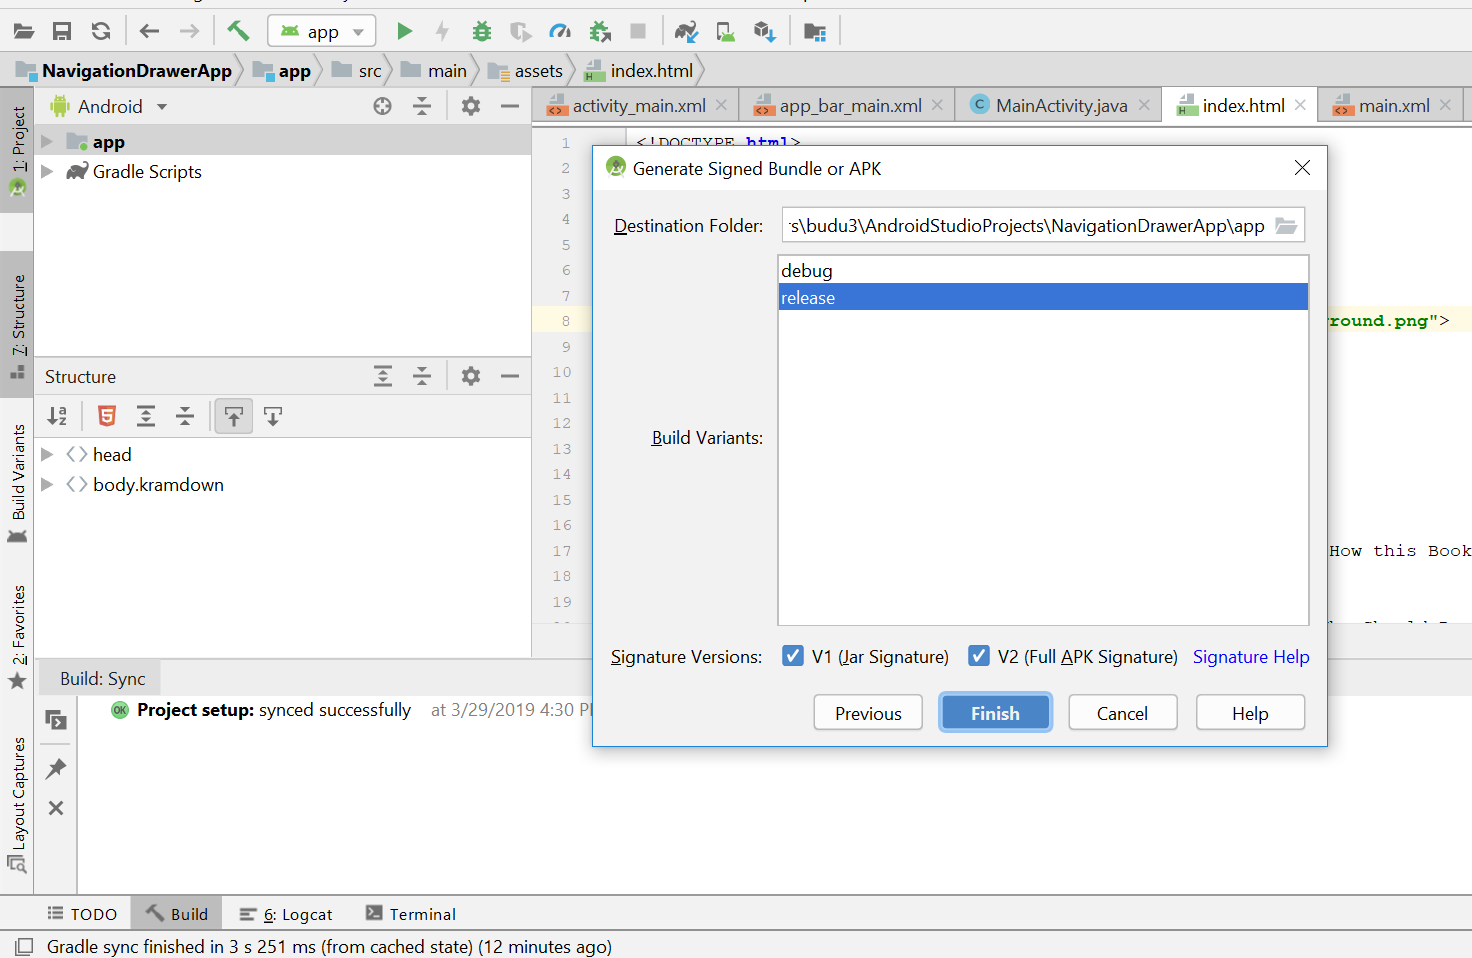 app
NavigationDrawerApp
app
src
main
assets
index.html
1: Project
7: Structure
Build Variants
2: Favorites
Layout Captures
Android
app
Gradle Scripts
activity_main.xml
app_bar_main.xml
MainActivity.java
index.html
main.xml
1
2
3
4
5
6
7
8
9
10
11
12
13
14
15
16
17
18
19
<!DOCTYPE html>
round.png">
How this Book
Generate Signed Bundle or APK
Destination Folder:
rs\budu3\AndroidStudioProjects\NavigationDrawerApp\app
debug
release
Build Variants:
Signature Versions:
V1 (Jar Signature)
V2 (Full APK Signature)
Signature Help
Previous
Finish
Cancel
Help
Structure
head
body.kramdown
Build: Sync
OK
Project setup: synced successfully
at 3/29/2019 4:30
TODO
Build
6: Logcat
Terminal
Gradle sync finished in 3 s 251 ms (from cached state) (12 minutes ago)